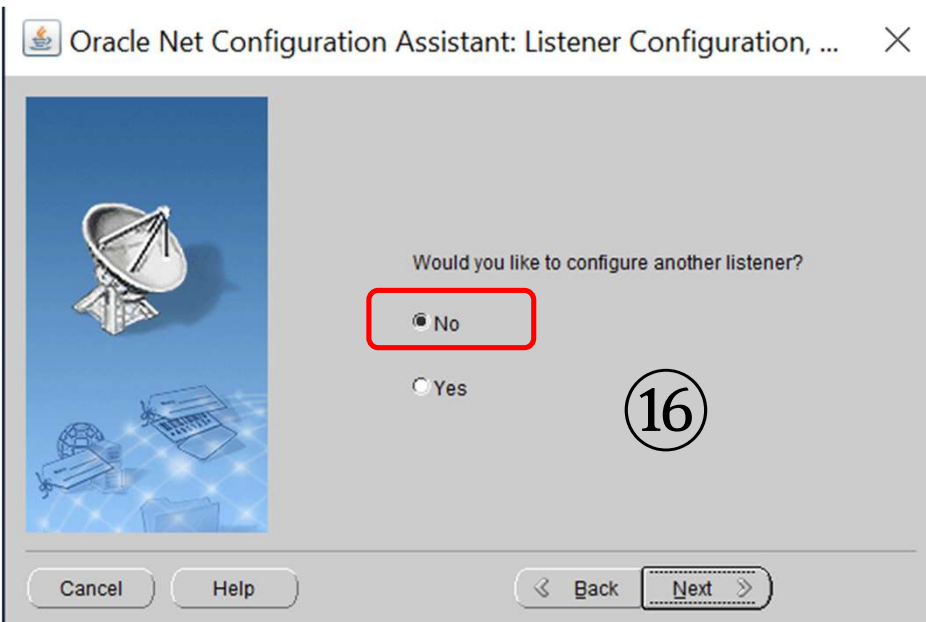 Oracle Net Configuration Assistant: Listener Configuration, ...
Would you like to configure another listener?
No
Yes
⑯
Cancel
Help
Back
Next